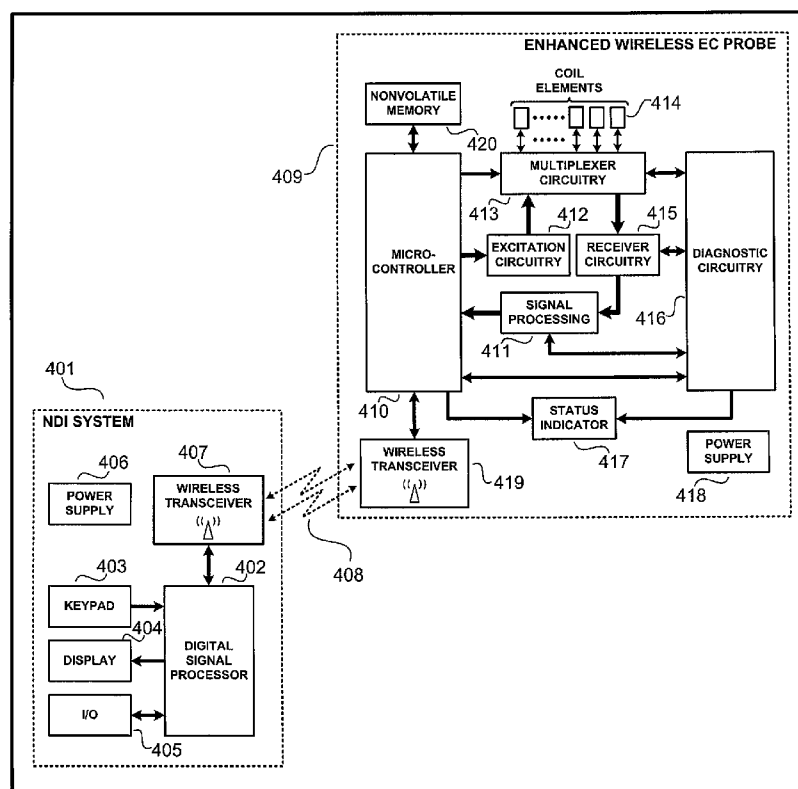 ENHANCED WIRELESS EC PROBE
COIL
ELEMENTS
414
NONVOLATILE
MEMORY
420
409
MULTIPLEXER
CIRCUITRY
413
412
415
MICRO-
CONTROLLER
EXCITATION
CIRCUITRY
RECEIVER
CIRCUITRY
DIAGNOSTIC
CIRCUITRY
SIGNAL
PROCESSING
411
416
410
STATUS
INDICATOR
417
POWER
SUPPLY
418
WIRELESS
TRANSCEIVER
419
401
NDI SYSTEM
406
POWER
SUPPLY
407
WIRELESS
TRANSCEIVER
408
403
KEYPAD
402
404
DISPLAY
DIGITAL
SIGNAL
PROCESSOR
I/O
405